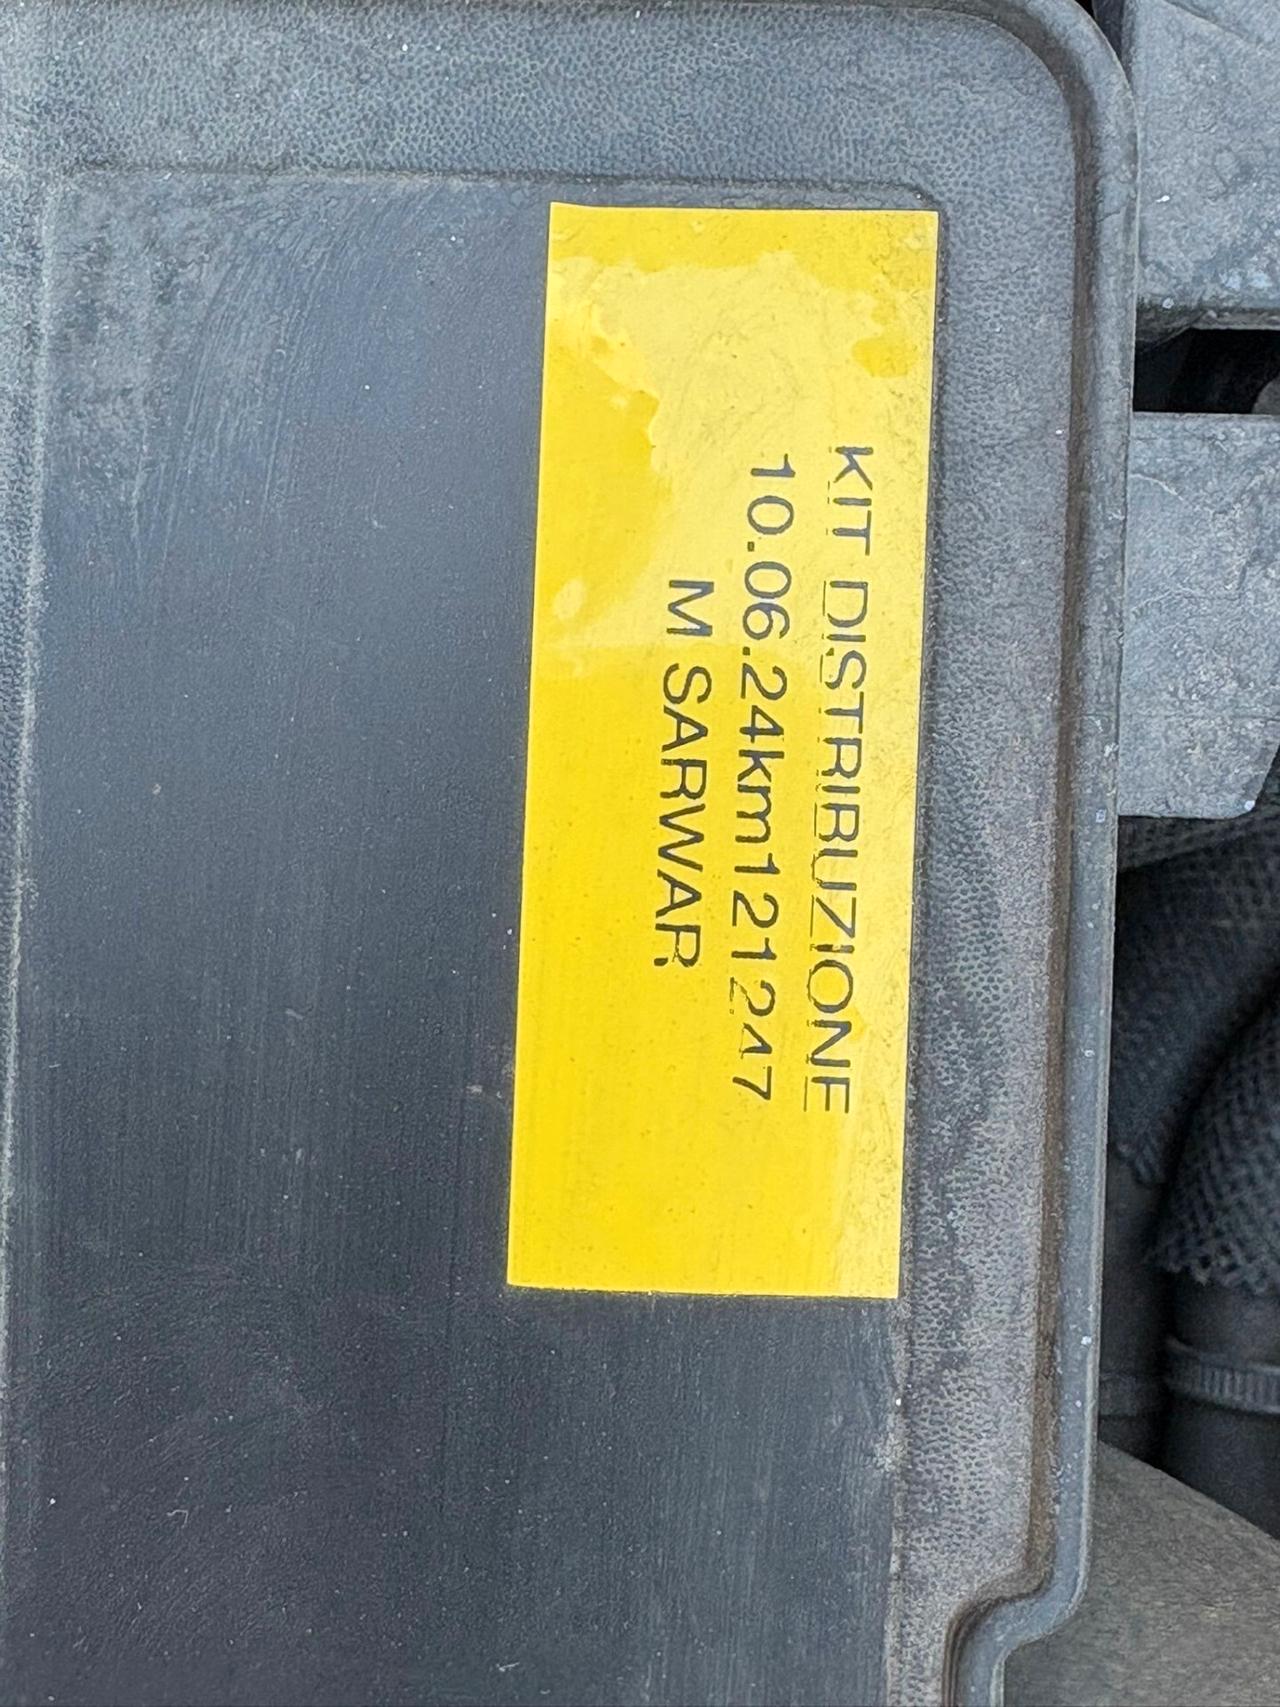 KIT DISTRIBUZIONE
10.06.24km121247
M SARWAR